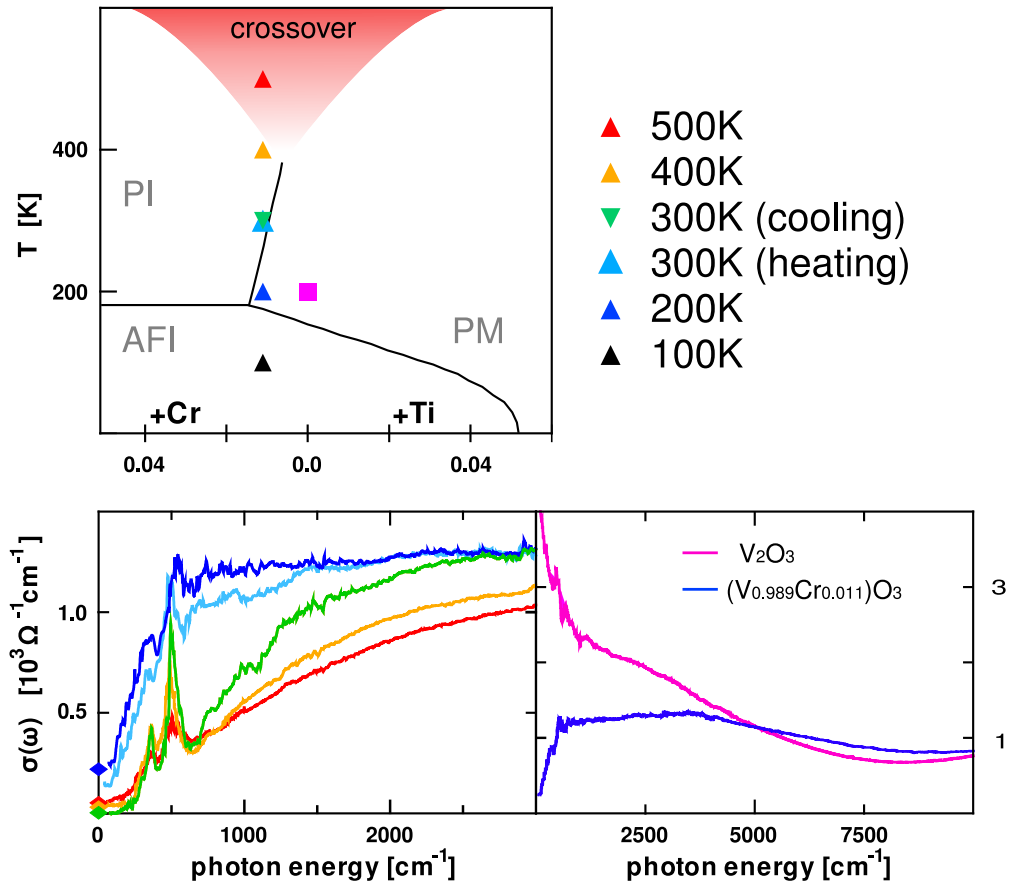 crossover
500K
400K
300K (cooling)
300K (heating)
200K
100K
T [K]
400
200
PI
AFI
PM
+Cr
+Ti
0.04
0.0
0.04
σ(ω) [10³ Ω⁻¹cm⁻¹]
1.0
0.5
0
1000
2000
photon energy [cm⁻¹]
V₂O₃
(V₀.₉₈₉Cr₀.₀₁₁)O₃
3
1
2500
5000
7500
photon energy [cm⁻¹]